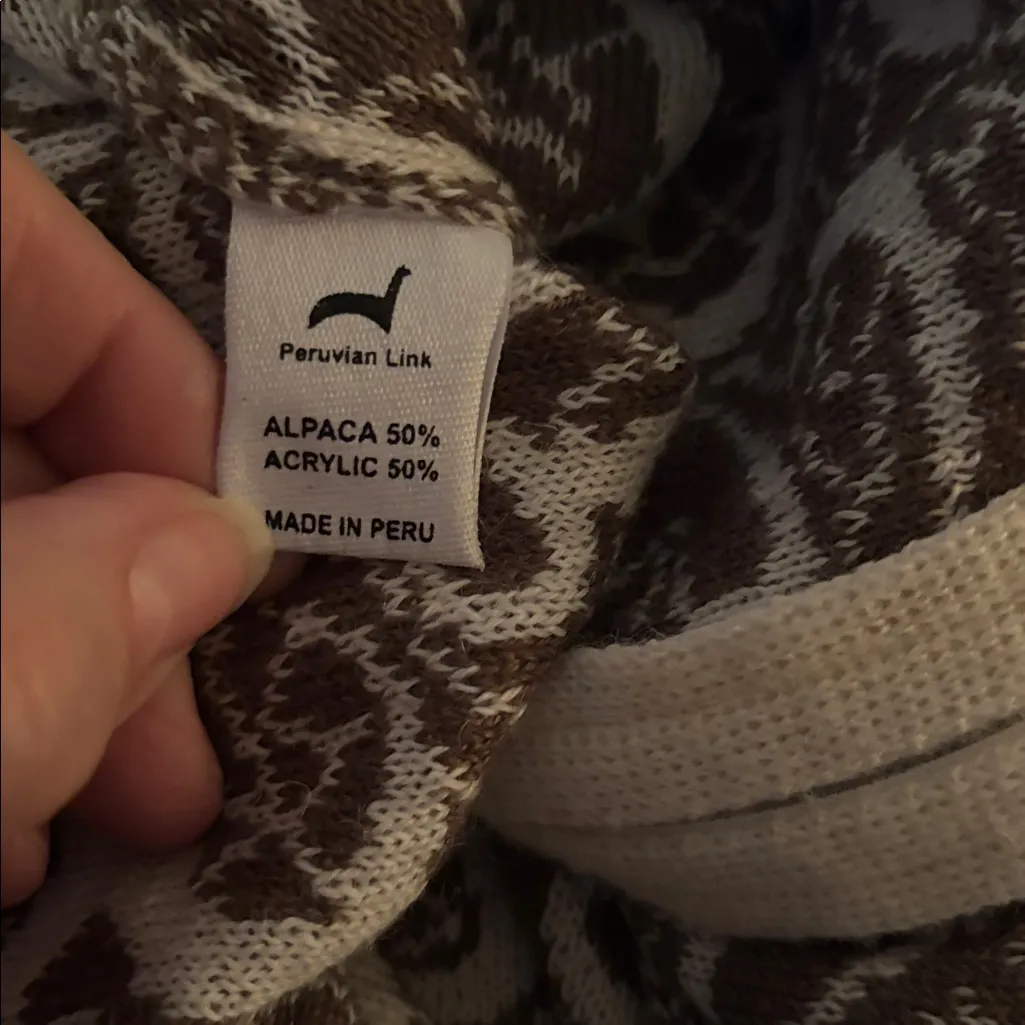 Peruvian Link
ALPACA 50%
ACRYLIC 50%
MADE IN PERU